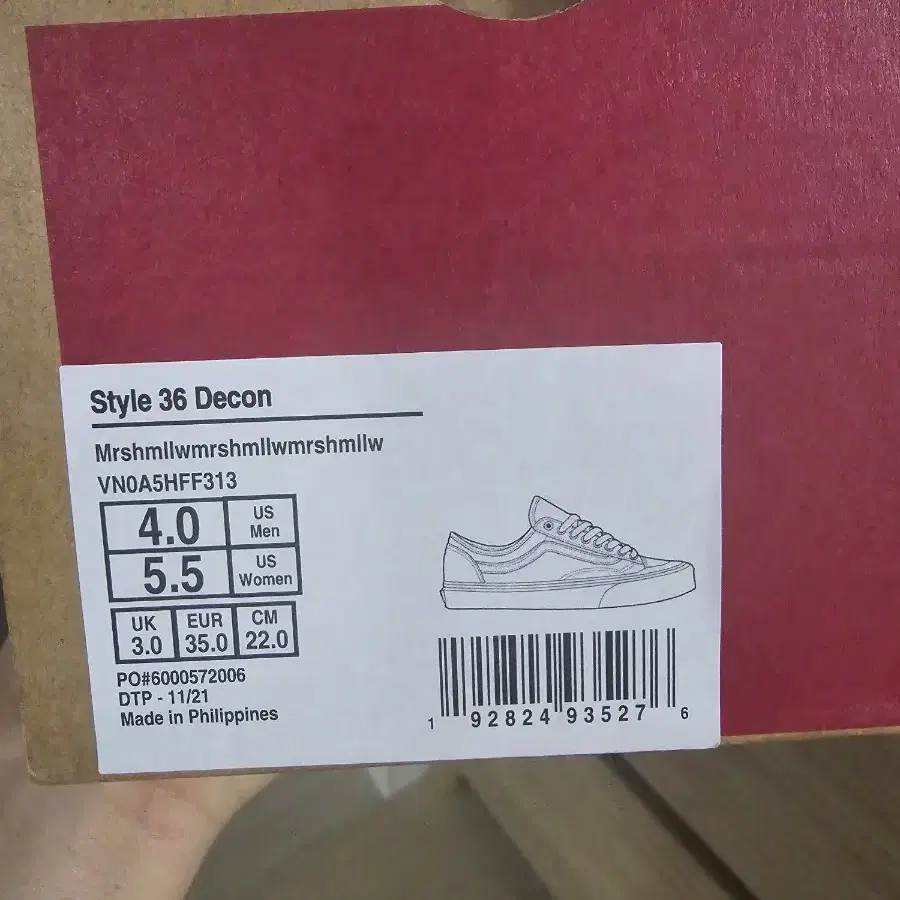 Style 36 Decon
Mrshmllwmrshmllwmrshmllw
VN0A5HFF313
4.0 US Men
5.5 US Women
UK 3.0 EUR 35.0 CM 22.0
PO#6000572006
DTP - 11/21
Made in Philippines
1 92824 93527 6